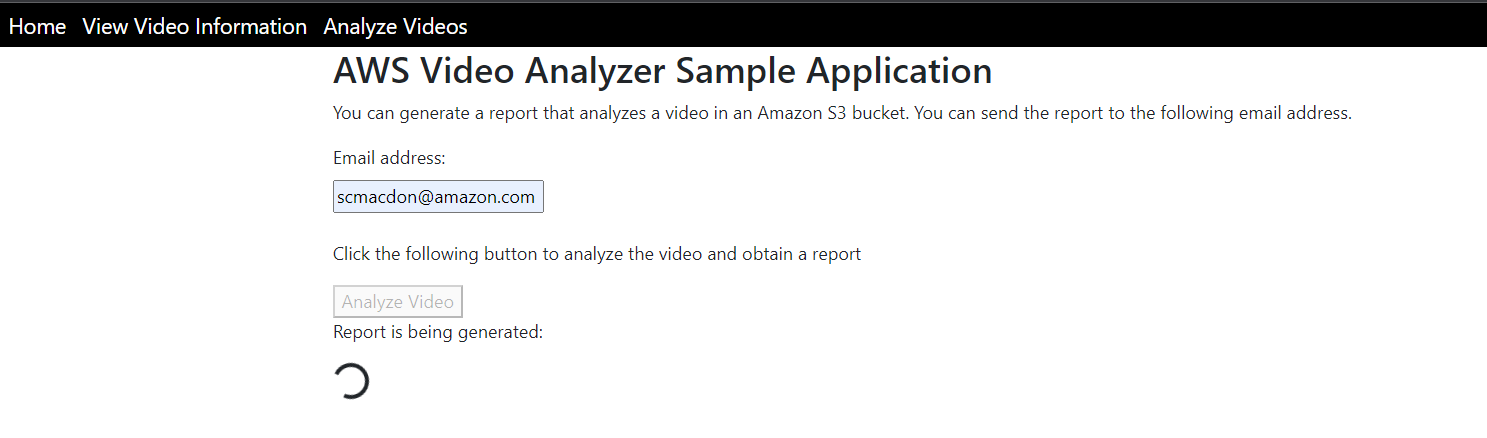 Home View Video Information Analyze Videos
AWS Video Analyzer Sample Application
You can generate a report that analyzes a video in an Amazon S3 bucket. You can send the report to the following email address.
Email address:
scmacdon@amazon.com
Click the following button to analyze the video and obtain a report
Analyze Video
Report is being generated: